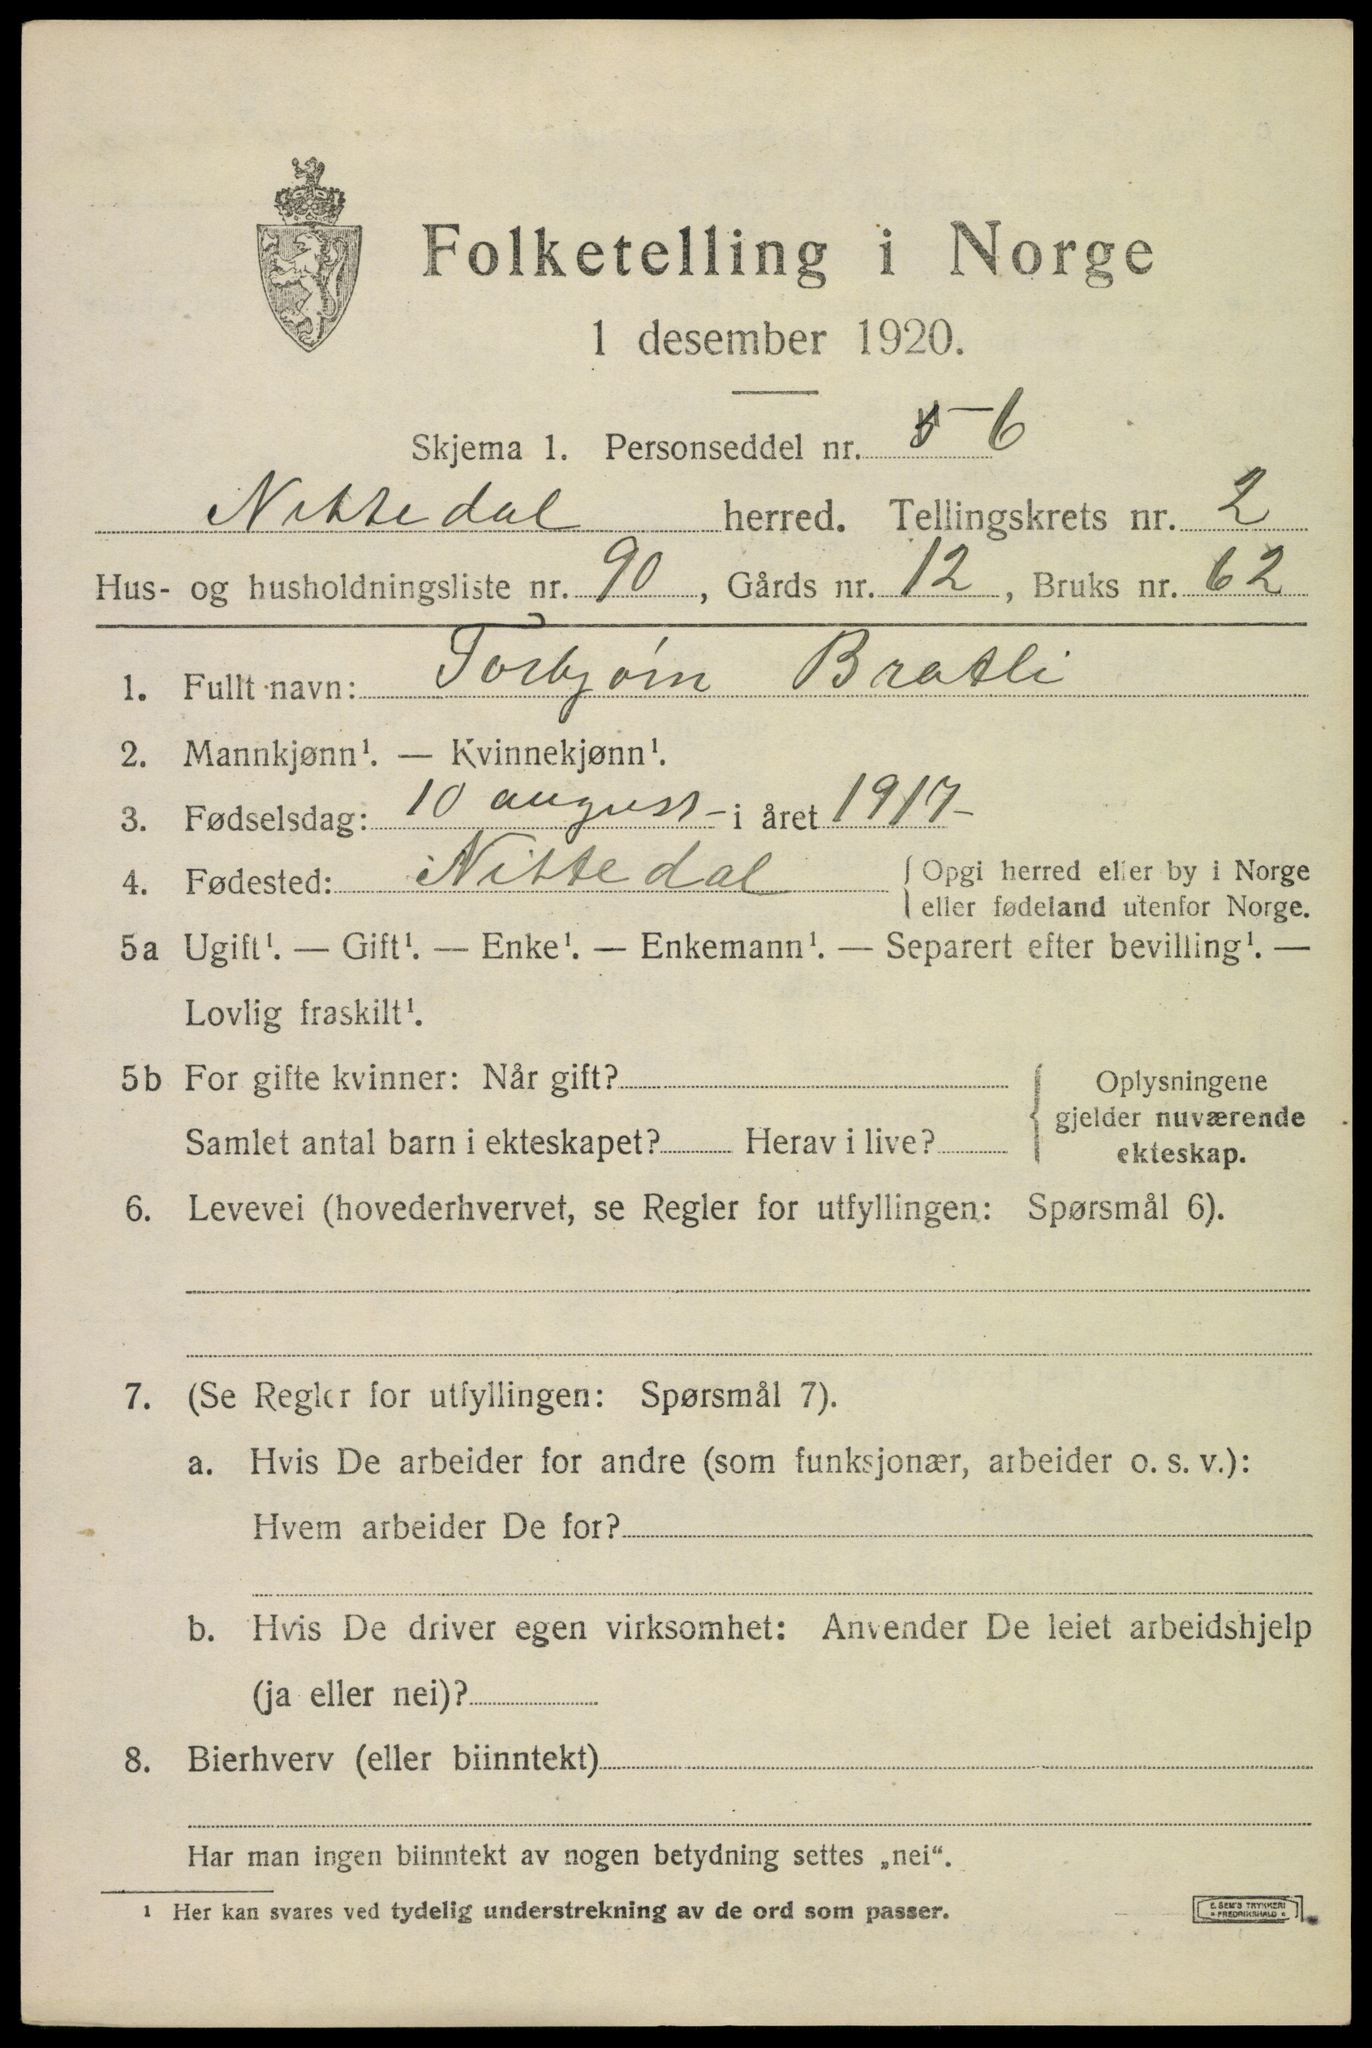 Folketelling i Norge
1 desember 1920.
Skjema 1. Personseddel nr. 6
Nittedal herred. Tellingskrets nr. 2
Hus- og husholdningsliste nr. 90, Gårds nr. 12, Bruks nr. 62
1. Fullt navn: Torbjørn Bratli
2. Mannkjønn¹. — Kvinnekjønn¹.
3. Fødselsdag: 10 august i året 1917
4. Fødested: Nittedal { Opgi herred eller by i Norge
eller fødeland utenfor Norge.
5a Ugift¹. — Gift¹. — Enke¹. — Enkemann¹. — Separert efter bevilling¹. —
Lovlig fraskilt¹.
5b For gifte kvinner: Når gift?
Samlet antal barn i ekteskapet? Herav i live?
{ Oplysningene
gjelder nuværende
ekteskap.
6. Levevei (hovederhvervet, se Regler for utfyllingen: Spørsmål 6).
7. (Se Regler for utfyllingen: Spørsmål 7).
a. Hvis De arbeider for andre (som funksjonær, arbeider o. s. v.):
Hvem arbeider De for?
b. Hvis De driver egen virksomhet: Anvender De leiet arbeidshjelp
(ja eller nei)?
8. Bierhverv (eller biinntekt)
Har man ingen biinntekt av nogen betydning settes „nei“.
¹ Her kan svares ved tydelig understrekning av de ord som passer.
E. SEM'S TRYKKERI
FREDRIKSHALD